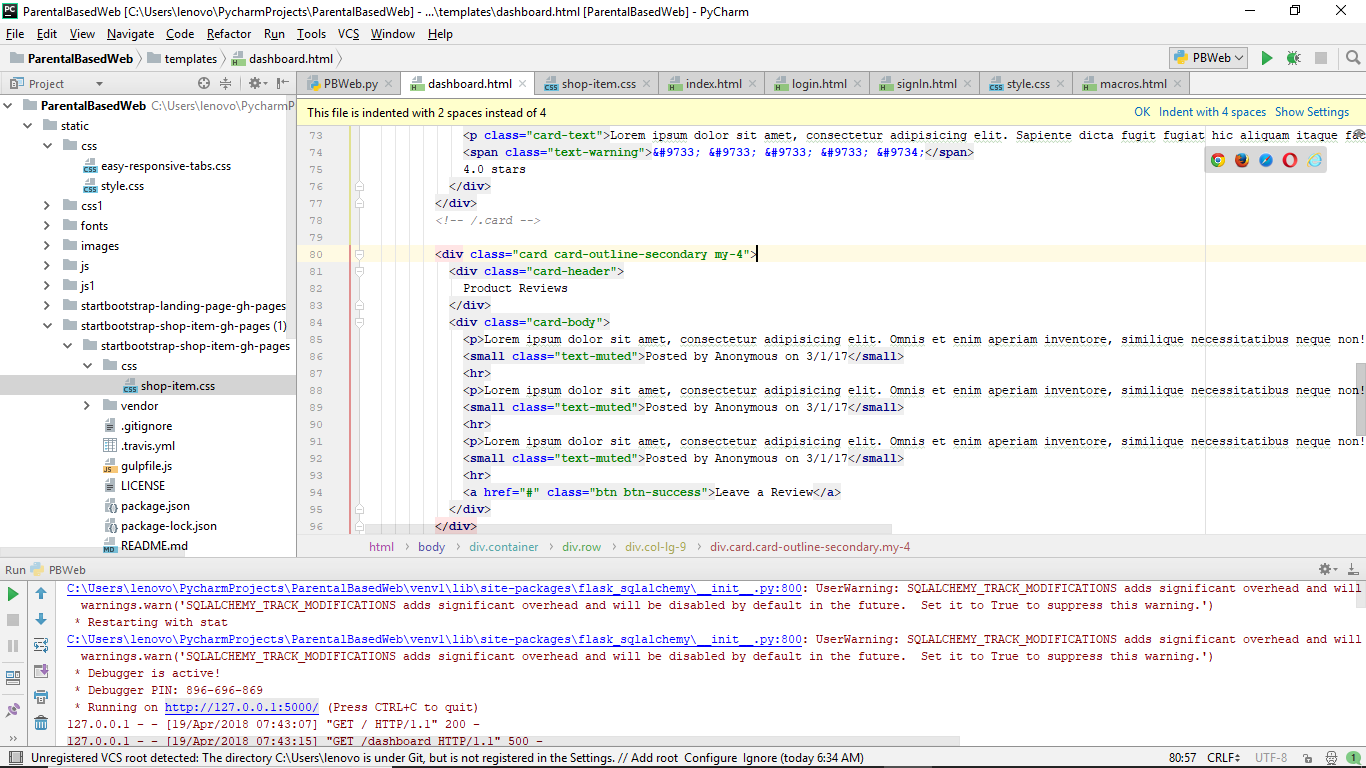 ParentalBasedWeb [C:\Users\lenovo\PycharmProjects\ParentalBasedWeb] - ...\templates\dashboard.html [ParentalBasedWeb] - PyCharm
File Edit View Navigate Code Refactor Run Tools VCS Window Help
ParentalBasedWeb templates dashboard.html PBWeb
Project
PBWeb.py dashboard.html shop-item.css index.html login.html signIn.html style.css macros.html
ParentalBasedWeb C:\Users\lenovo\PycharmP
static
css
easy-responsive-tabs.css
style.css
css1
fonts
images
js
js1
startbootstrap-landing-page-gh-pages
startbootstrap-shop-item-gh-pages (1)
startbootstrap-shop-item-gh-pages
css
shop-item.css
vendor
.gitignore
.travis.yml
gulpfile.js
LICENSE
package.json
package-lock.json
README.md
This file is indented with 2 spaces instead of 4 OK Indent with 4 spaces Show Settings
73 <p class="card-text">Lorem ipsum dolor sit amet, consectetur adipisicing elit. Sapiente dicta fugit fugiat hic aliquam itaque
74 <span class="text-warning">&#9733; &#9733; &#9733; &#9733; &#9734;</span>
75 4.0 stars
76 </div>
77 </div>
78 <!-- /.card -->
79
80 <div class="card card-outline-secondary my-4">
81 <div class="card-header">
82 Product Reviews
83 </div>
84 <div class="card-body">
85 <p>Lorem ipsum dolor sit amet, consectetur adipisicing elit. Omnis et enim aperiam inventore, similique necessitatibus neque non!
86 <small class="text-muted">Posted by Anonymous on 3/1/17</small>
87 <hr>
88 <p>Lorem ipsum dolor sit amet, consectetur adipisicing elit. Omnis et enim aperiam inventore, similique necessitatibus neque non!
89 <small class="text-muted">Posted by Anonymous on 3/1/17</small>
90 <hr>
91 <p>Lorem ipsum dolor sit amet, consectetur adipisicing elit. Omnis et enim aperiam inventore, similique necessitatibus neque non!
92 <small class="text-muted">Posted by Anonymous on 3/1/17</small>
93 <hr>
94 <a href="#" class="btn btn-success">Leave a Review</a>
95 </div>
96 </div>
html body div.container div.row div.col-lg-9 div.card.card-outline-secondary.my-4
Run PBWeb
C:\Users\lenovo\PycharmProjects\ParentalBasedWeb\venv1\lib\site-packages\flask_sqlalchemy\__init__.py:800: UserWarning: SQLALCHEMY_TRACK_MODIFICATIONS adds significant overhead and will
warnings.warn('SQLALCHEMY_TRACK_MODIFICATIONS adds significant overhead and will be disabled by default in the future.  Set it to True to suppress this warning.')
* Restarting with stat
C:\Users\lenovo\PycharmProjects\ParentalBasedWeb\venv1\lib\site-packages\flask_sqlalchemy\__init__.py:800: UserWarning: SQLALCHEMY_TRACK_MODIFICATIONS adds significant overhead and will
warnings.warn('SQLALCHEMY_TRACK_MODIFICATIONS adds significant overhead and will be disabled by default in the future.  Set it to True to suppress this warning.')
* Debugger is active!
* Debugger PIN: 896-696-869
* Running on http://127.0.0.1:5000/ (Press CTRL+C to quit)
127.0.0.1 - - [19/Apr/2018 07:43:07] "GET / HTTP/1.1" 200 -
127.0.0.1 - - [19/Apr/2018 07:43:15] "GET /dashboard HTTP/1.1" 500 -
Unregistered VCS root detected: The directory C:\Users\lenovo is under Git, but is not registered in the Settings. // Add root Configure Ignore (today 6:34 AM) 80:57 CRLF UTF-8 1